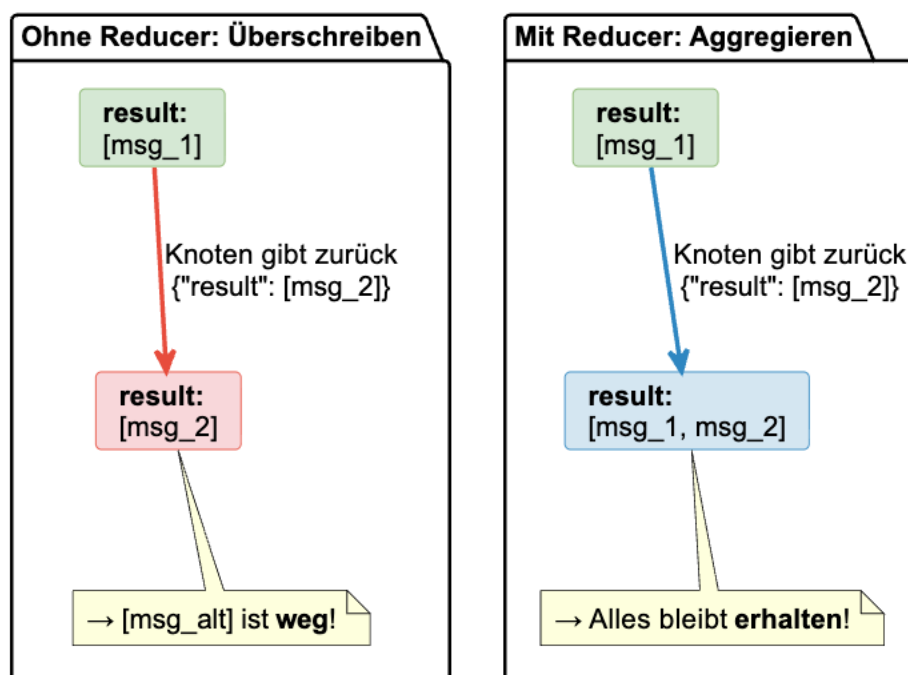 Ohne Reducer: Überschreiben
result:
[msg_1]
Knoten gibt zurück
{"result": [msg_2]}
result:
[msg_2]
→ [msg_alt] ist weg!
Mit Reducer: Aggregieren
result:
[msg_1]
Knoten gibt zurück
{"result": [msg_2]}
result:
[msg_1, msg_2]
→ Alles bleibt erhalten!